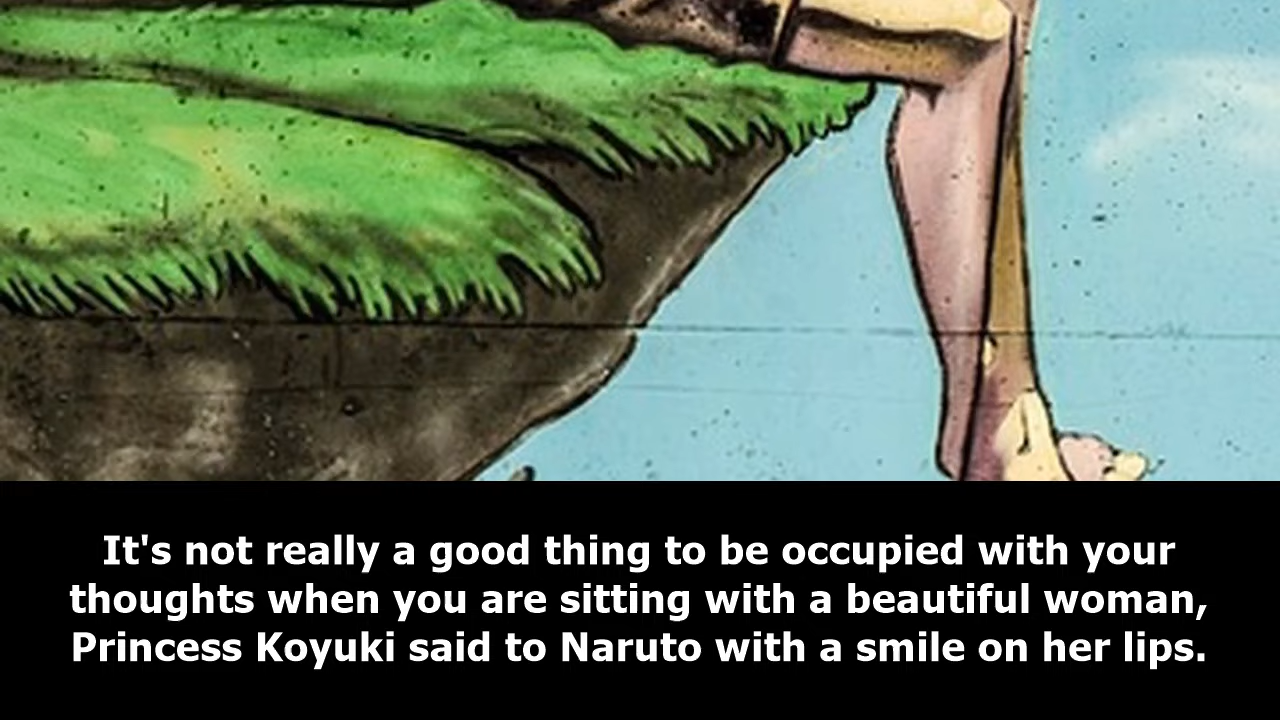 It's not really a good thing to be occupied with your
thoughts when you are sitting with a beautiful woman,
Princess Koyuki said to Naruto with a smile on her lips.